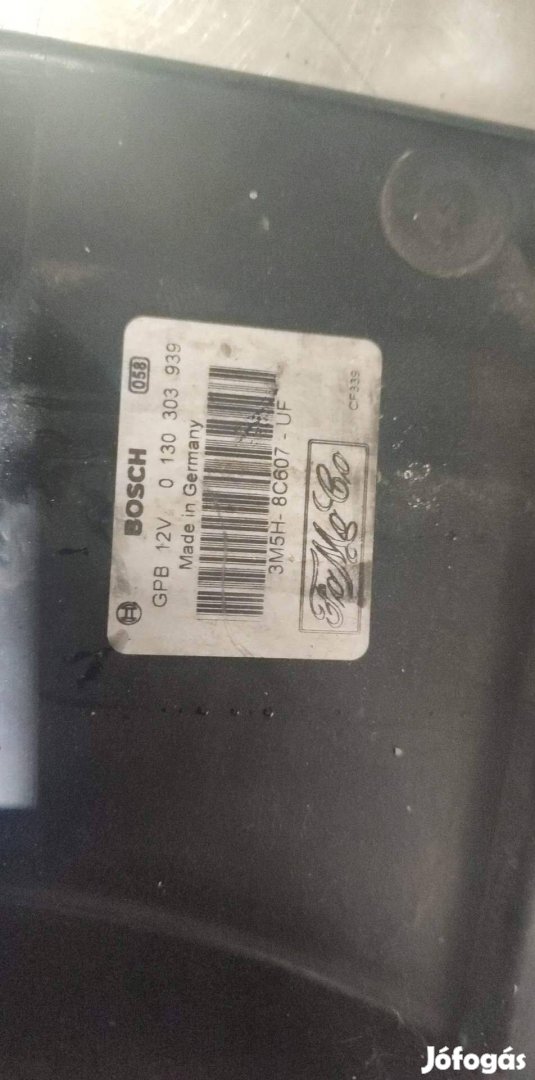 BOSCH 058
GPB 12V 0 130 303 939
Made in Germany
3M5H-8C607-UF
FoMoCo
CF339
Jófogás